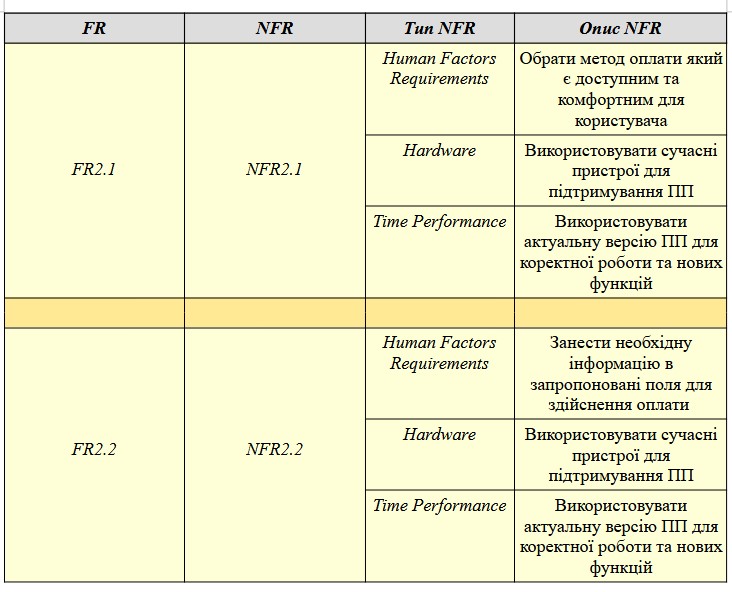 FR NFR Тип NFR Опис NFR
Human Factors
Requirements
Обрати метод оплати який
є доступним та
комфортним для
користувача
FR2.1 NFR2.1
Hardware
Використовувати сучасні
пристрої для
підтримування ПП
Time Performance
Використовувати
актуальну версію ПП для
коректної роботи та нових
функцій
Human Factors
Requirements
Занести необхідну
інформацію в
запропоновані поля для
здійснення оплати
FR2.2 NFR2.2
Hardware
Використовувати сучасні
пристрої для
підтримування ПП
Time Performance
Використовувати
актуальну версію ПП для
коректної роботи та нових
функцій